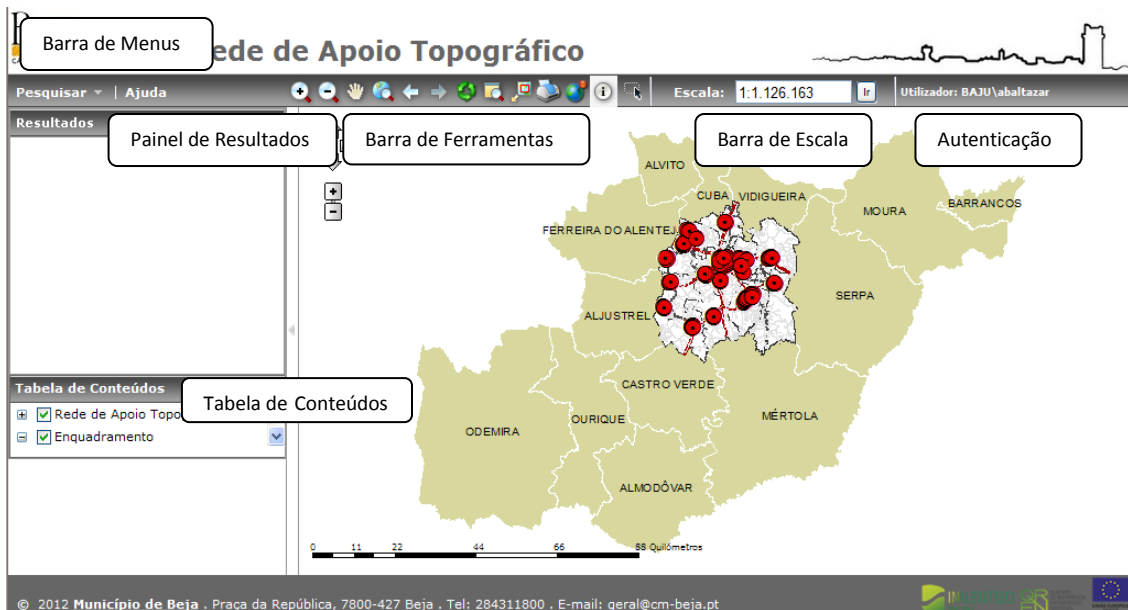 Barra de Menus
ede de Apoio Topográfico
Pesquisar | Ajuda
Escala: 1:1.126.163 Ir
Utilizador: BAJU\abaltazar
Resultados
Painel de Resultados
Barra de Ferramentas
Barra de Escala
Autenticação
ALVITO
CUBA
VIDIGUEIRA
MOURA
BARRANCOS
FERREIRA DO ALENTEJ
SERPA
ALJUSTREL
CASTRO VERDE
OURIQUE
MÉRTOLA
ODEMIRA
ALMODÔVAR
Tabela de Conteúdos
Rede de Apoio Topo
Enquadramento
Tabela de Conteúdos
0 11 22 44 66 88 Quilómetros
© 2012 Município de Beja . Praça da República, 7800-427 Beja . Tel: 284311800 . E-mail: geral@cm-beja.pt